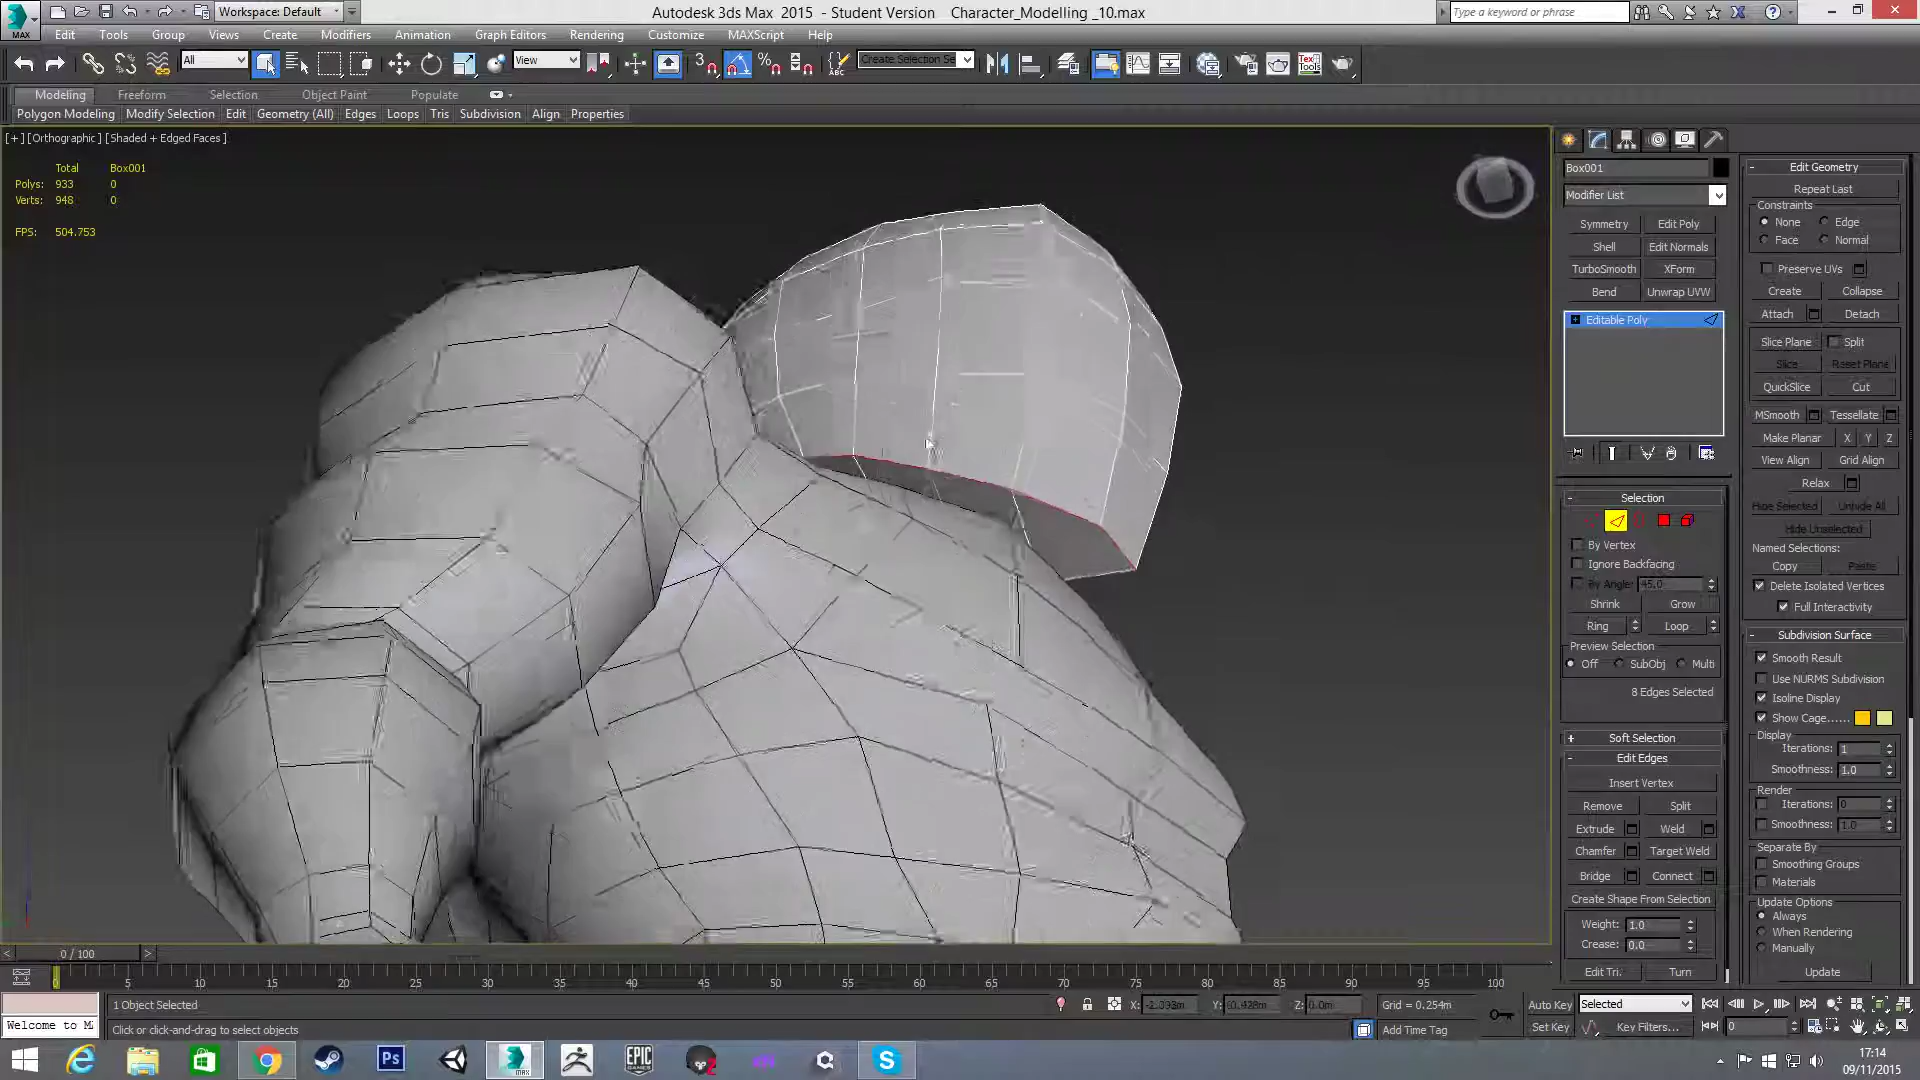 Workspace: Default
Autodesk 3ds Max 2015 - Student Version Character_Modelling _10.max
Type a keyword or phrase
MAX
Edit Tools Group Views Create Modifiers Animation Graph Editors Rendering Customize MAXScript Help
All
View
Create Selection Se
Modeling Freeform Selection Object Paint Populate
Polygon Modeling Modify Selection Edit Geometry (All) Edges Loops Tris Subdivision Align Properties
[+] [Orthographic ] [Shaded + Edged Faces ]
Total Box001
Polys: 933 0
Verts: 948 0
FPS: 504.753
Box001
Modifier List
Symmetry Edit Poly
Shell Edit Normals
TurboSmooth XForm
Bend Unwrap UVW
Editable Poly
Selection
By Vertex
Ignore Backfacing
By Angle: 45.0
Shrink Grow
Ring Loop
Preview Selection
Off SubObj Multi
8 Edges Selected
Soft Selection
Edit Edges
Insert Vertex
Remove Split
Extrude Weld
Chamfer Target Weld
Bridge Connect
Create Shape From Selection
Weight: 1.0
Crease: 0.0
Edit Tri. Turn
Edit Geometry
Repeat Last
Constraints
None Edge
Face Normal
Preserve UVs
Create Collapse
Attach Detach
Slice Plane Split
Slice Reset Plane
QuickSlice Cut
MSmooth Tessellate
Make Planar X Y Z
View Align Grid Align
Relax
Hide Selected Unhide All
Hide Unselected
Named Selections:
Copy Paste
Delete Isolated Vertices
Full Interactivity
Subdivision Surface
Smooth Result
Use NURMS Subdivision
Isoline Display
Show Cage......
Display
Iterations: 1
Smoothness: 1.0
Render
Iterations: 0
Smoothness: 1.0
Separate By
Smoothing Groups
Materials
Update Options
Always
When Rendering
Manually
Update
0 / 100
0 5 10 15 20 25 30 35 40 45 50 55 60 65 70 75 80 85 90 95 100
1 Object Selected
X: Y: Z: 0.0m Grid = 0.254m
Auto Key Selected
Welcome to M
Click or click-and-drag to select objects
Add Time Tag
Set Key Key Filters... 0
17:14
09/11/2015